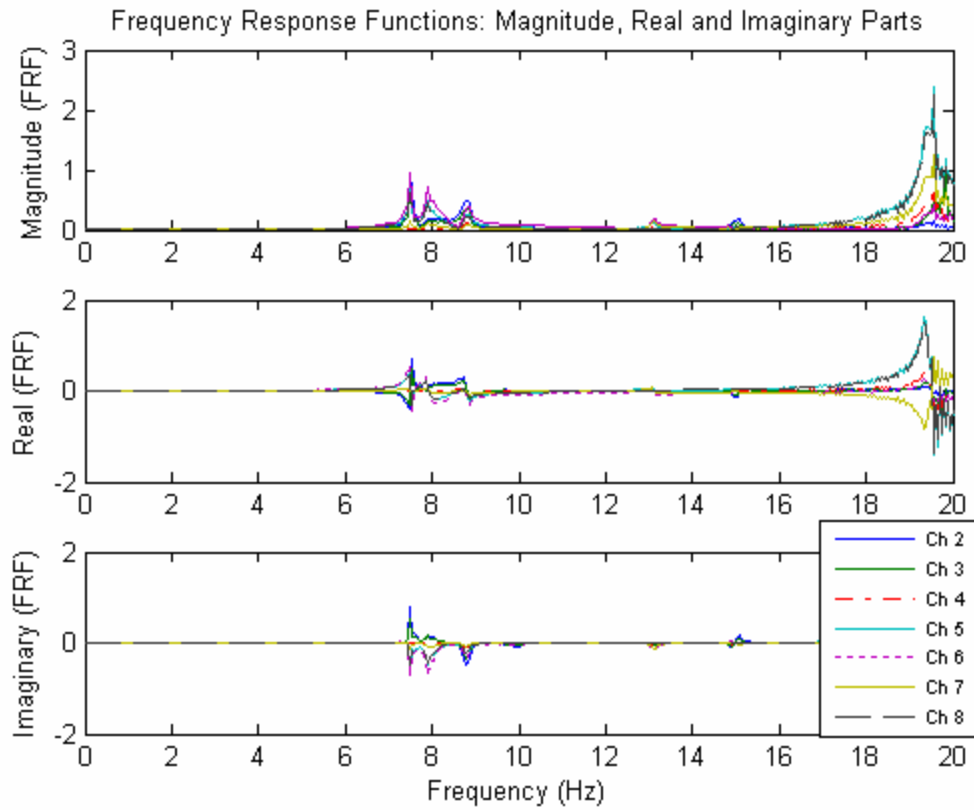 Frequency Response Functions: Magnitude, Real and Imaginary Parts
Magnitude (FRF)
3
2
1
0
0 2 4 6 8 10 12 14 16 18 20
Real (FRF)
2
0
-2
0 2 4 6 8 10 12 14 16 18 20
Imaginary (FRF)
2
0
-2
0 2 4 6 8 10 12 14 16 18 20
Frequency (Hz)
Ch 2
Ch 3
Ch 4
Ch 5
Ch 6
Ch 7
Ch 8